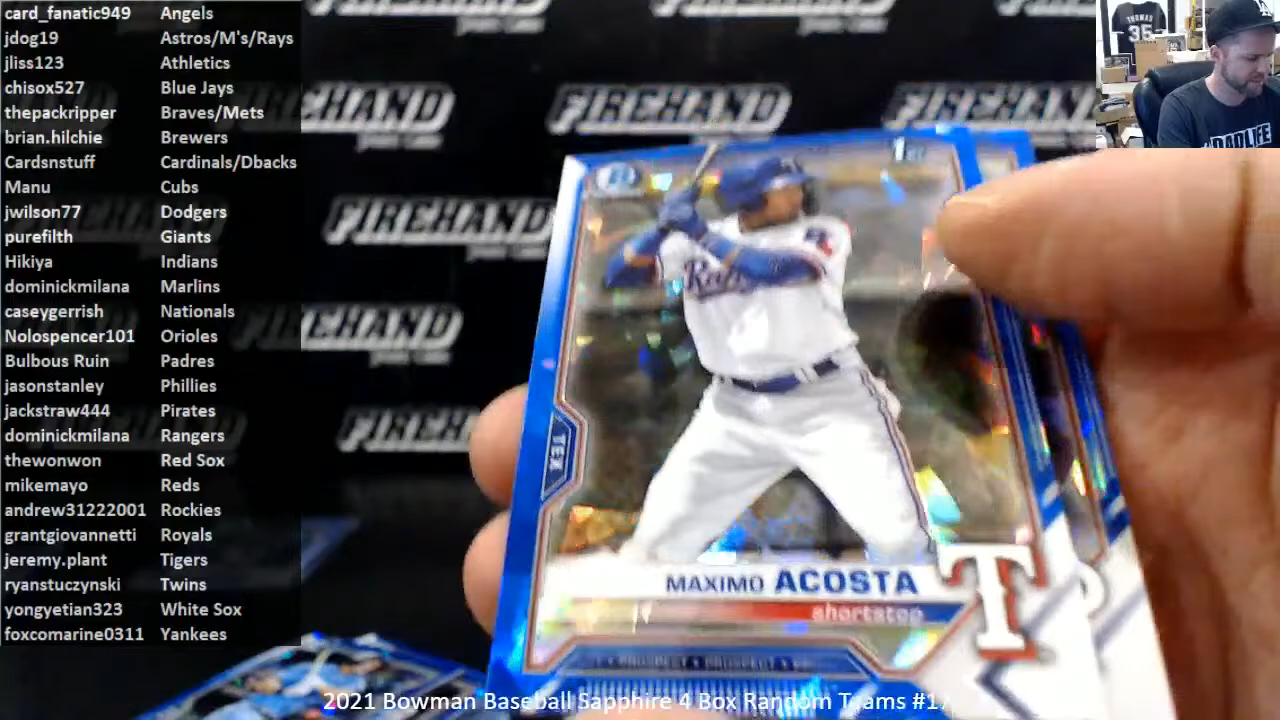 card_fanatic949 Angels
jdog19 Astros/M's/Rays
jliss123 Athletics
chisox527 Blue Jays
thepackripper Braves/Mets
brian.hilchie Brewers
Cardsnstuff Cardinals/Dbacks
Manu Cubs
jwilson77 Dodgers
purefilth Giants
Hikiya Indians
dominickmilana Marlins
caseygerrish Nationals
Nolospencer101 Orioles
Bulbous Ruin Padres
jasonstanley Phillies
jackstraw444 Pirates
dominickmilana Rangers
thewonwon Red Sox
mikemayo Reds
andrew31222001 Rockies
grantgiovannetti Royals
jeremy.plant Tigers
ryanstuczynski Twins
yongyetian323 White Sox
foxcomarine0311 Yankees
FIREHAND
FIREHAND
FIREHAND
FIREHAND
THOMAS
35
1st
TEX
MAXIMO ACOSTA
shortstop
T
2021 Bowman Baseball Sapphire 4 Box Random Teams